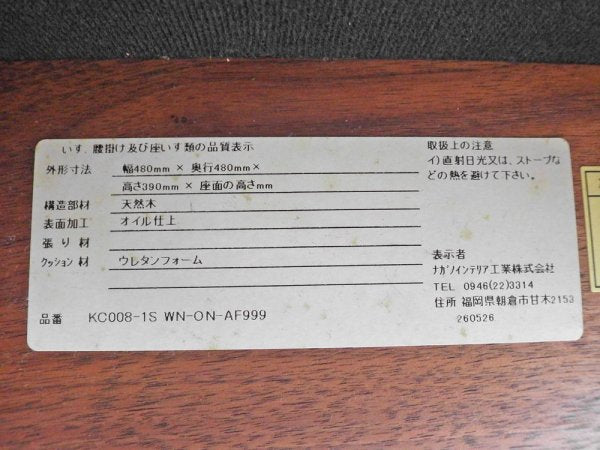 いす、腰掛け及び座いす類の品質表示
外形寸法 幅480mm × 奥行480mm×
高さ390mm × 座面の高さmm
構造部材 天然木
表面加工 オイル仕上
張り材
クッション材 ウレタンフォーム
品番 KC008-1S WN-ON-AF999
取扱上の注意
イ)直射日光又は、ストーブな
どの熱を避けて下さい。
表示者
ナガノインテリア工業株式会社
TEL 0946(22)3314
住所 福岡県朝倉市甘木2153
260526